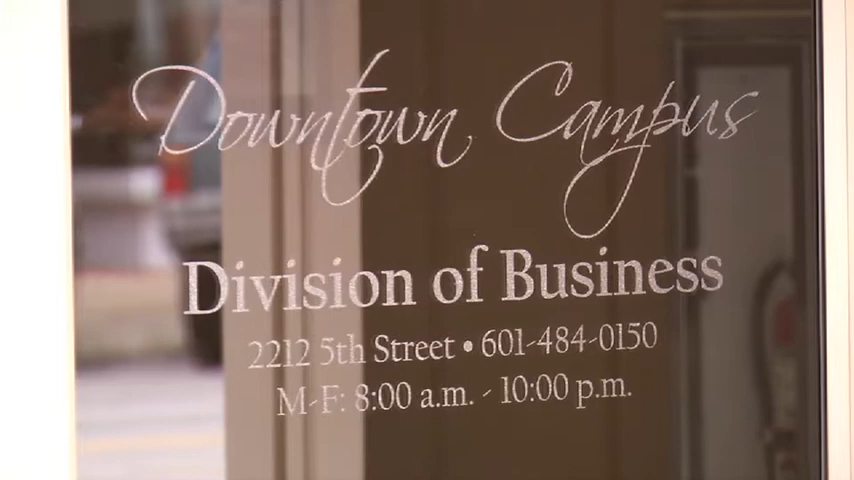 Downtown Campus
Division of Business
2212 5th Street • 601-484-0150
M-F: 8:00 a.m. - 10:00 p.m.